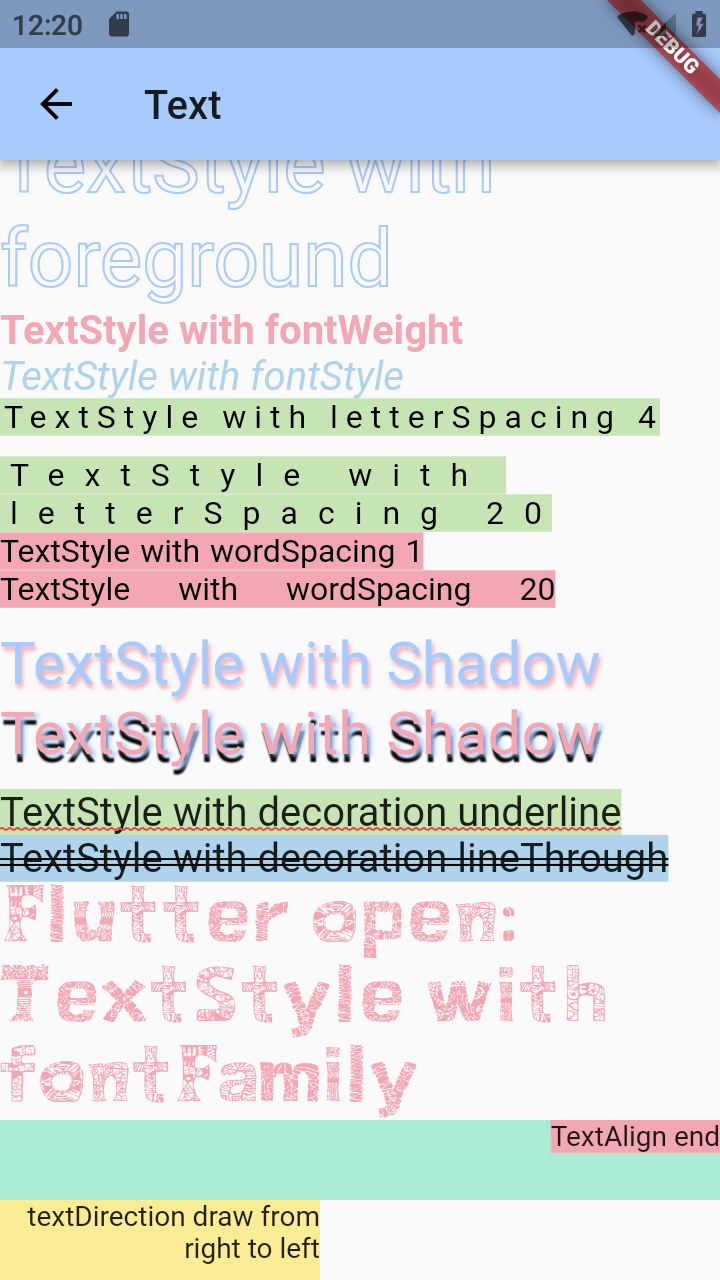 12:20
DEBUG
Text
TextStyle with
foreground
TextStyle with fontWeight
TextStyle with fontStyle
TextStyle with letterSpacing 4
TextStyle with
letterSpacing 20
TextStyle with wordSpacing 1
TextStyle with wordSpacing 20
TextStyle with Shadow
TextStyle with Shadow
TextStyle with decoration underline
TextStyle with decoration lineThrough
Flutter open:
TextStyle with
fontFamily
TextAlign end
textDirection draw from
right to left